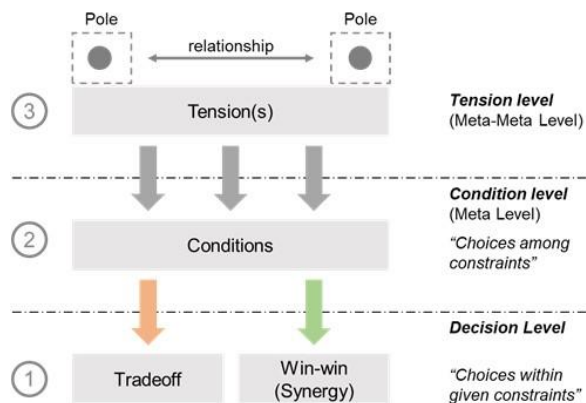 Pole
Pole
relationship
3
Tension(s)
Tension level
(Meta-Meta Level)
Condition level
(Meta Level)
2
Conditions
“Choices among
constraints”
Decision Level
1
Tradeoff
Win-win
(Synergy)
“Choices within
given constraints”